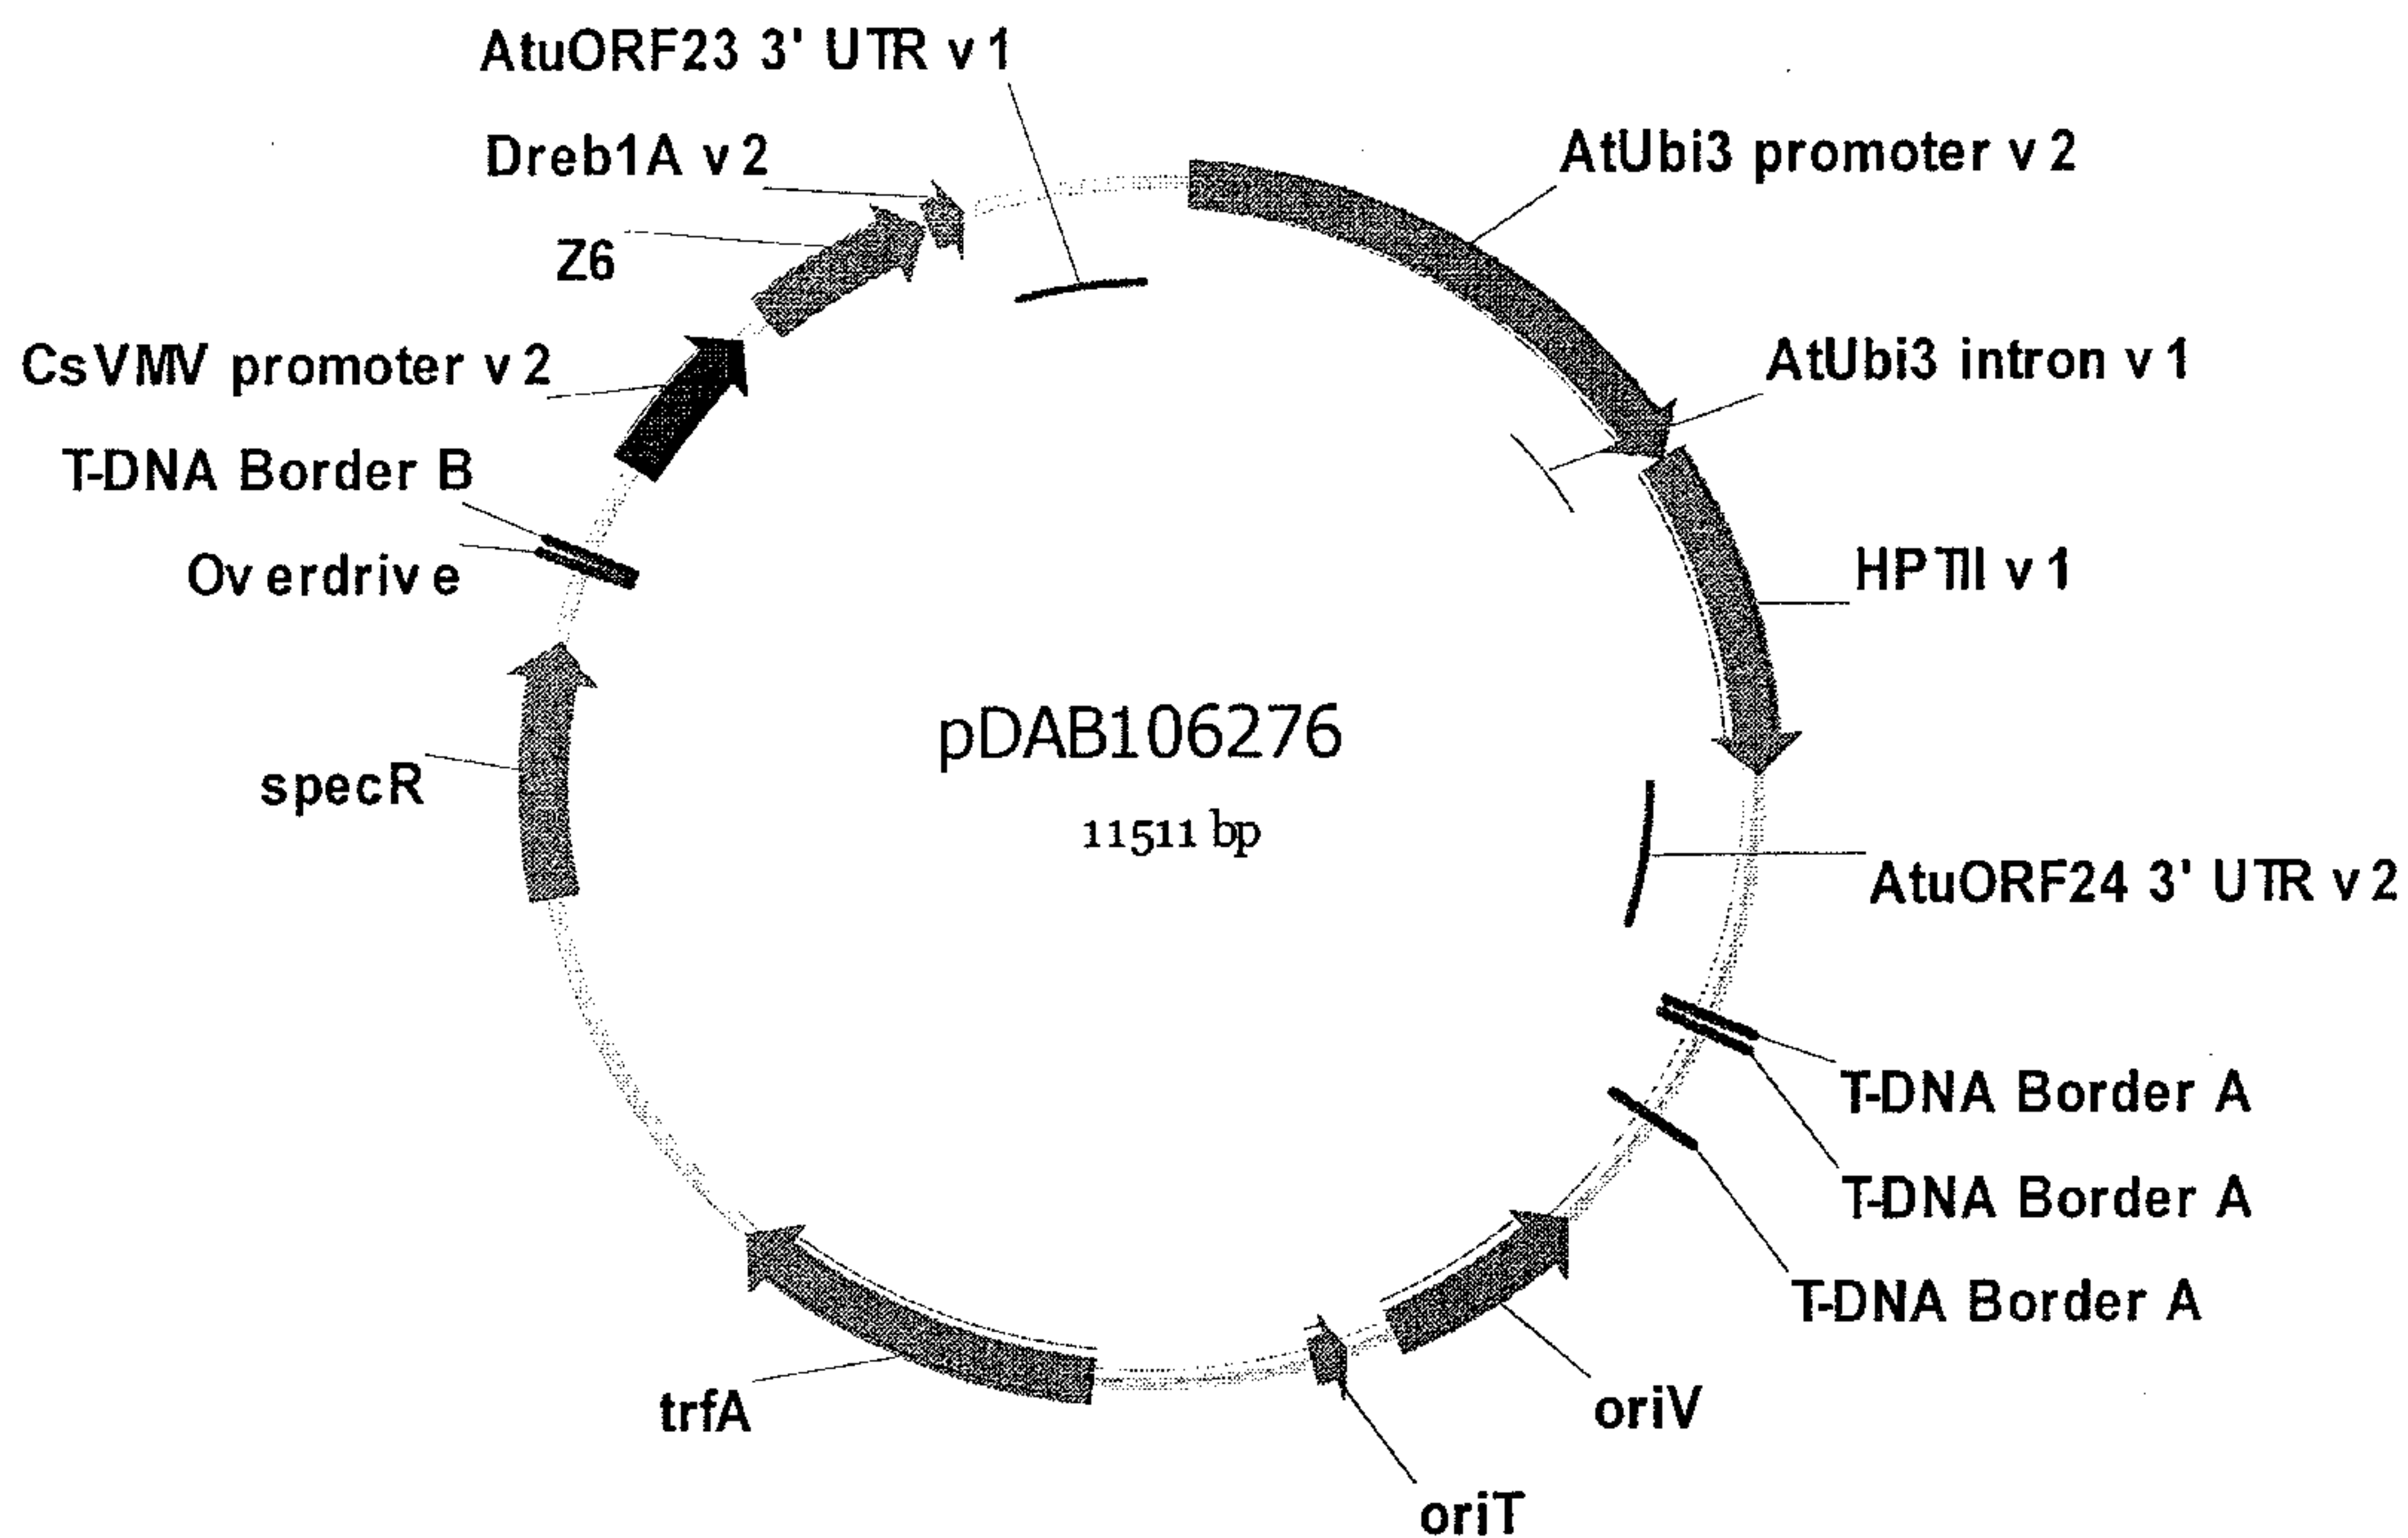 AtuORF23 3' UTR v1
Dreb1A v2
Z6
CsVMV promoter v2
T-DNA Border B
Overdrive
specR
AtUbi3 promoter v2
AtUbi3 intron v1
HPTII v1
pDAB106276
11511 bp
AtuORF24 3' UTR v2
T-DNA Border A
T-DNA Border A
T-DNA Border A
oriV
oriT
trfA